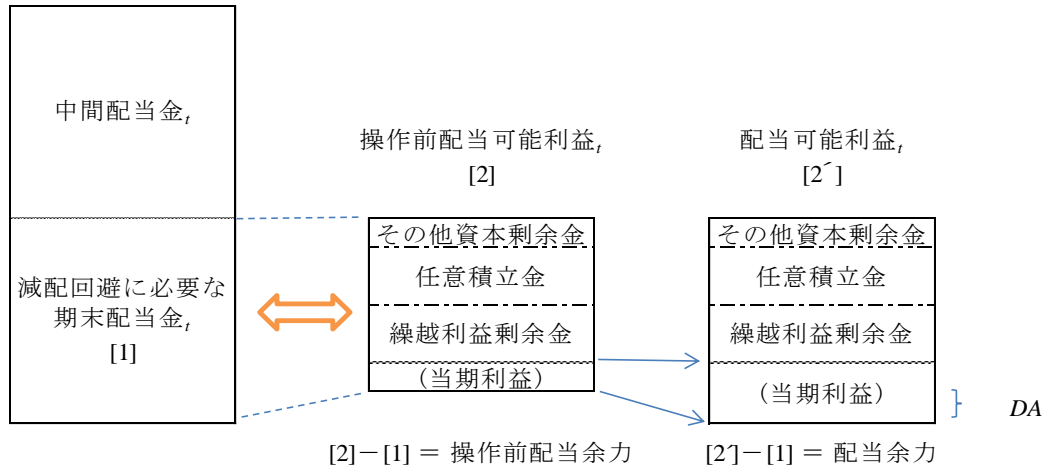 中間配当金t
減配回避に必要な
期末配当金t
[1]
操作前配当可能利益t
[2]
その他資本剰余金
任意積立金
繰越利益剰余金
(当期利益)
[2]−[1] = 操作前配当余力
配当可能利益t
[2´]
その他資本剰余金
任意積立金
繰越利益剰余金
(当期利益)
DA
[2´]−[1] = 配当余力